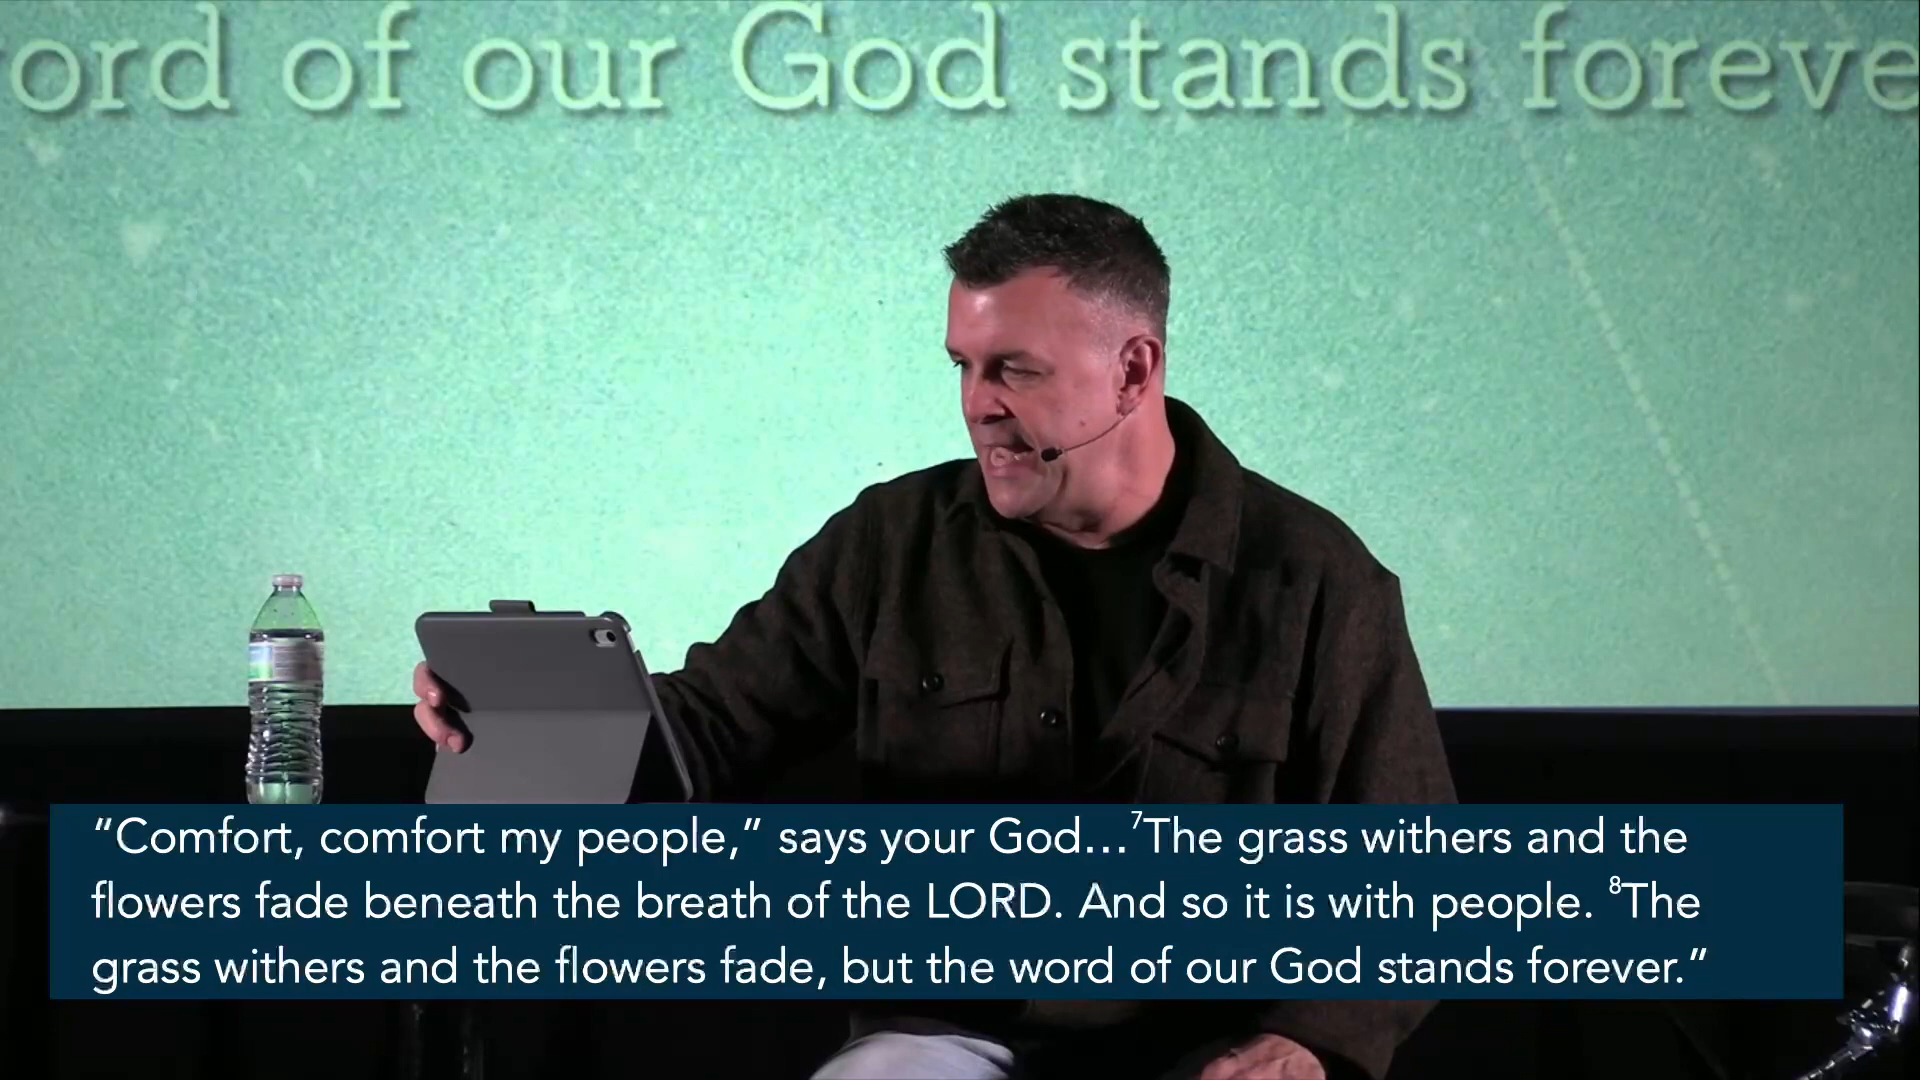 ord of our God stands foreve
“Comfort, comfort my people,” says your God…⁷The grass withers and the
flowers fade beneath the breath of the LORD. And so it is with people. ⁸The
grass withers and the flowers fade, but the word of our God stands forever.”